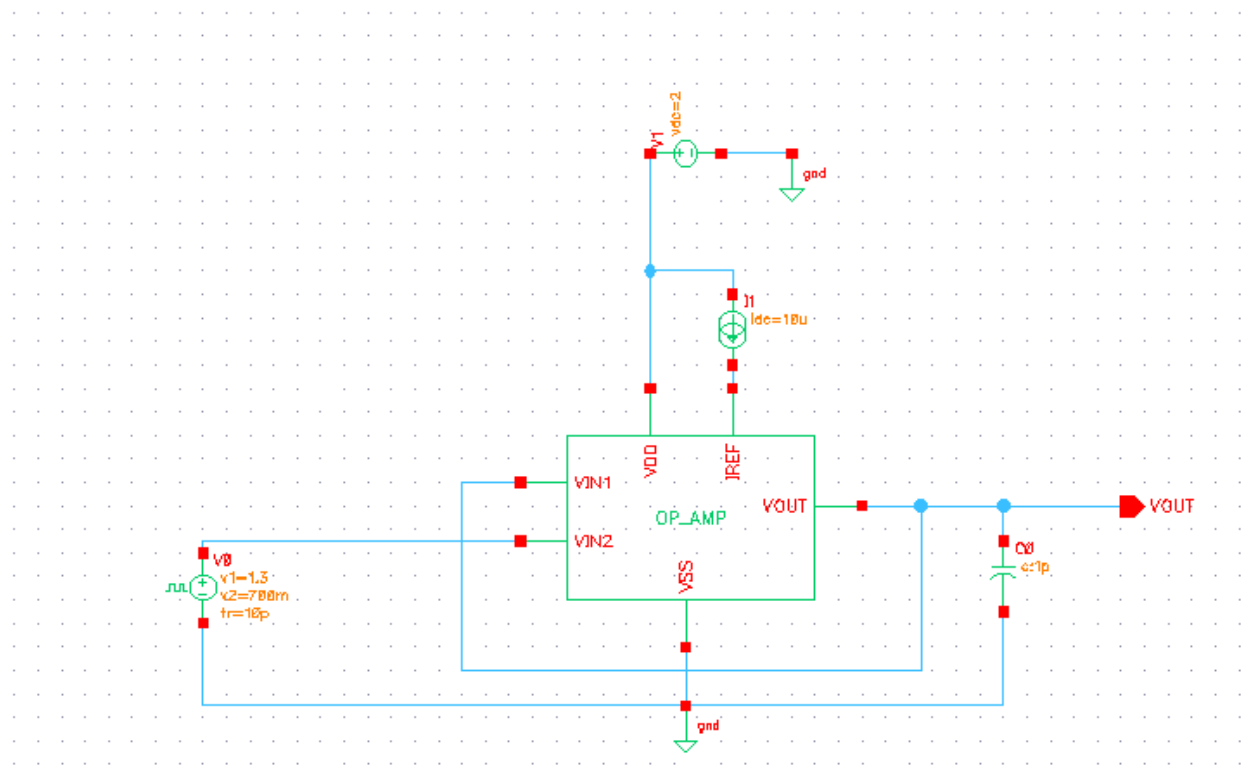 vdc=2
V1
gnd
I1
idc=10u
VDD
IREF
VIN1
VOUT
VOUT
OP_AMP
VIN2
VSS
V0
v1=1.3
v2=700m
tr=10p
C0
c:1p
gnd